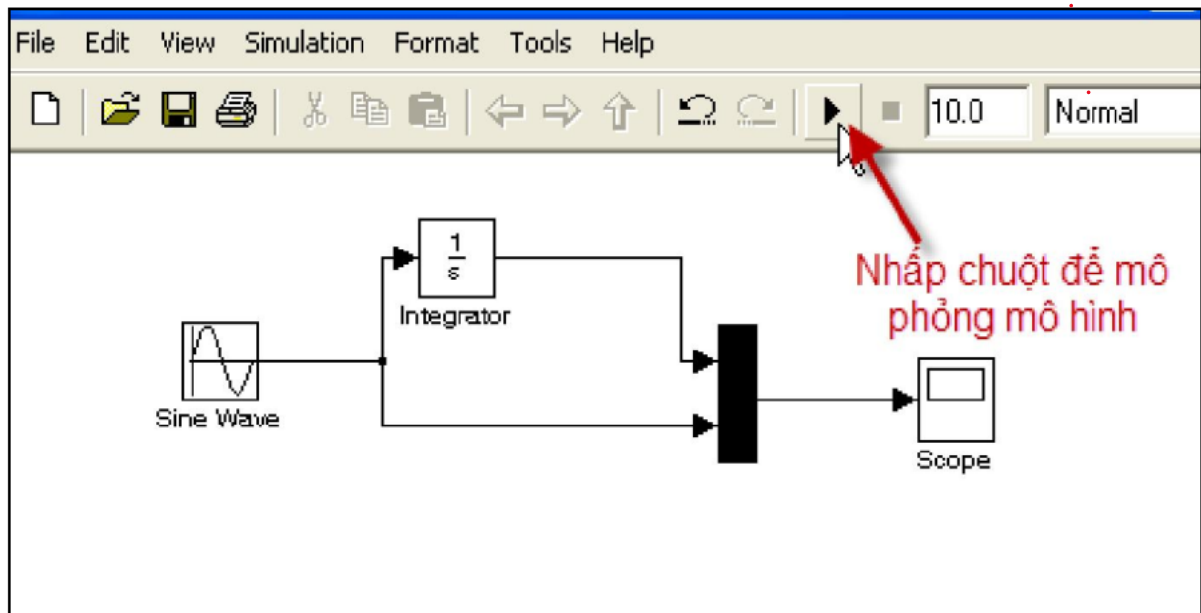 File Edit View Simulation Format Tools Help
10.0 Normal
1
s
Integrator
Nhấp chuột để mô
phỏng mô hình
Sine Wave
Scope